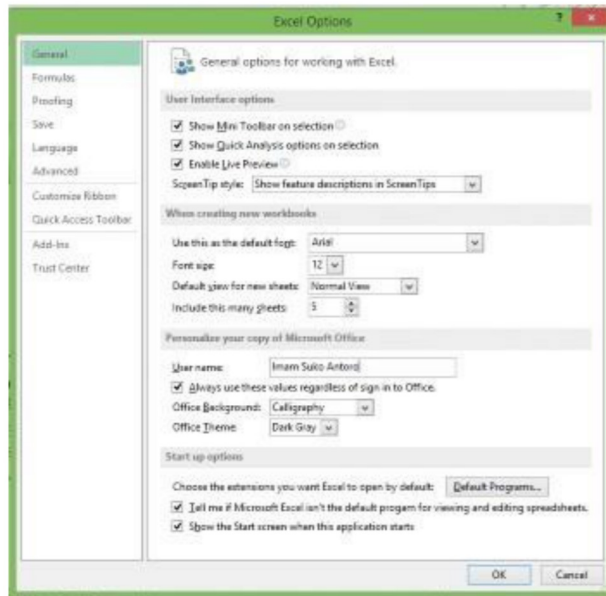 Excel Options
General
Formulas
Proofing
Save
Language
Advanced
Customize Ribbon
Quick Access Toolbar
Add-Ins
Trust Center
General options for working with Excel.
User Interface options
Show Mini Toolbar on selection
Show Quick Analysis options on selection
Enable Live Preview
ScreenTip style: Show feature descriptions in ScreenTips
When creating new workbooks
Use this as the default font: Arial
Font size: 12
Default view for new sheets: Normal View
Include this many sheets: 5
Personalize your copy of Microsoft Office
User name: Imam Suko Antoro
Always use these values regardless of sign in to Office.
Office Background: Calligraphy
Office Theme: Dark Gray
Start up options
Choose the extensions you want Excel to open by default: Default Programs...
Tell me if Microsoft Excel isn't the default progam for viewing and editing spreadsheets.
Show the Start screen when this application starts
OK Cancel